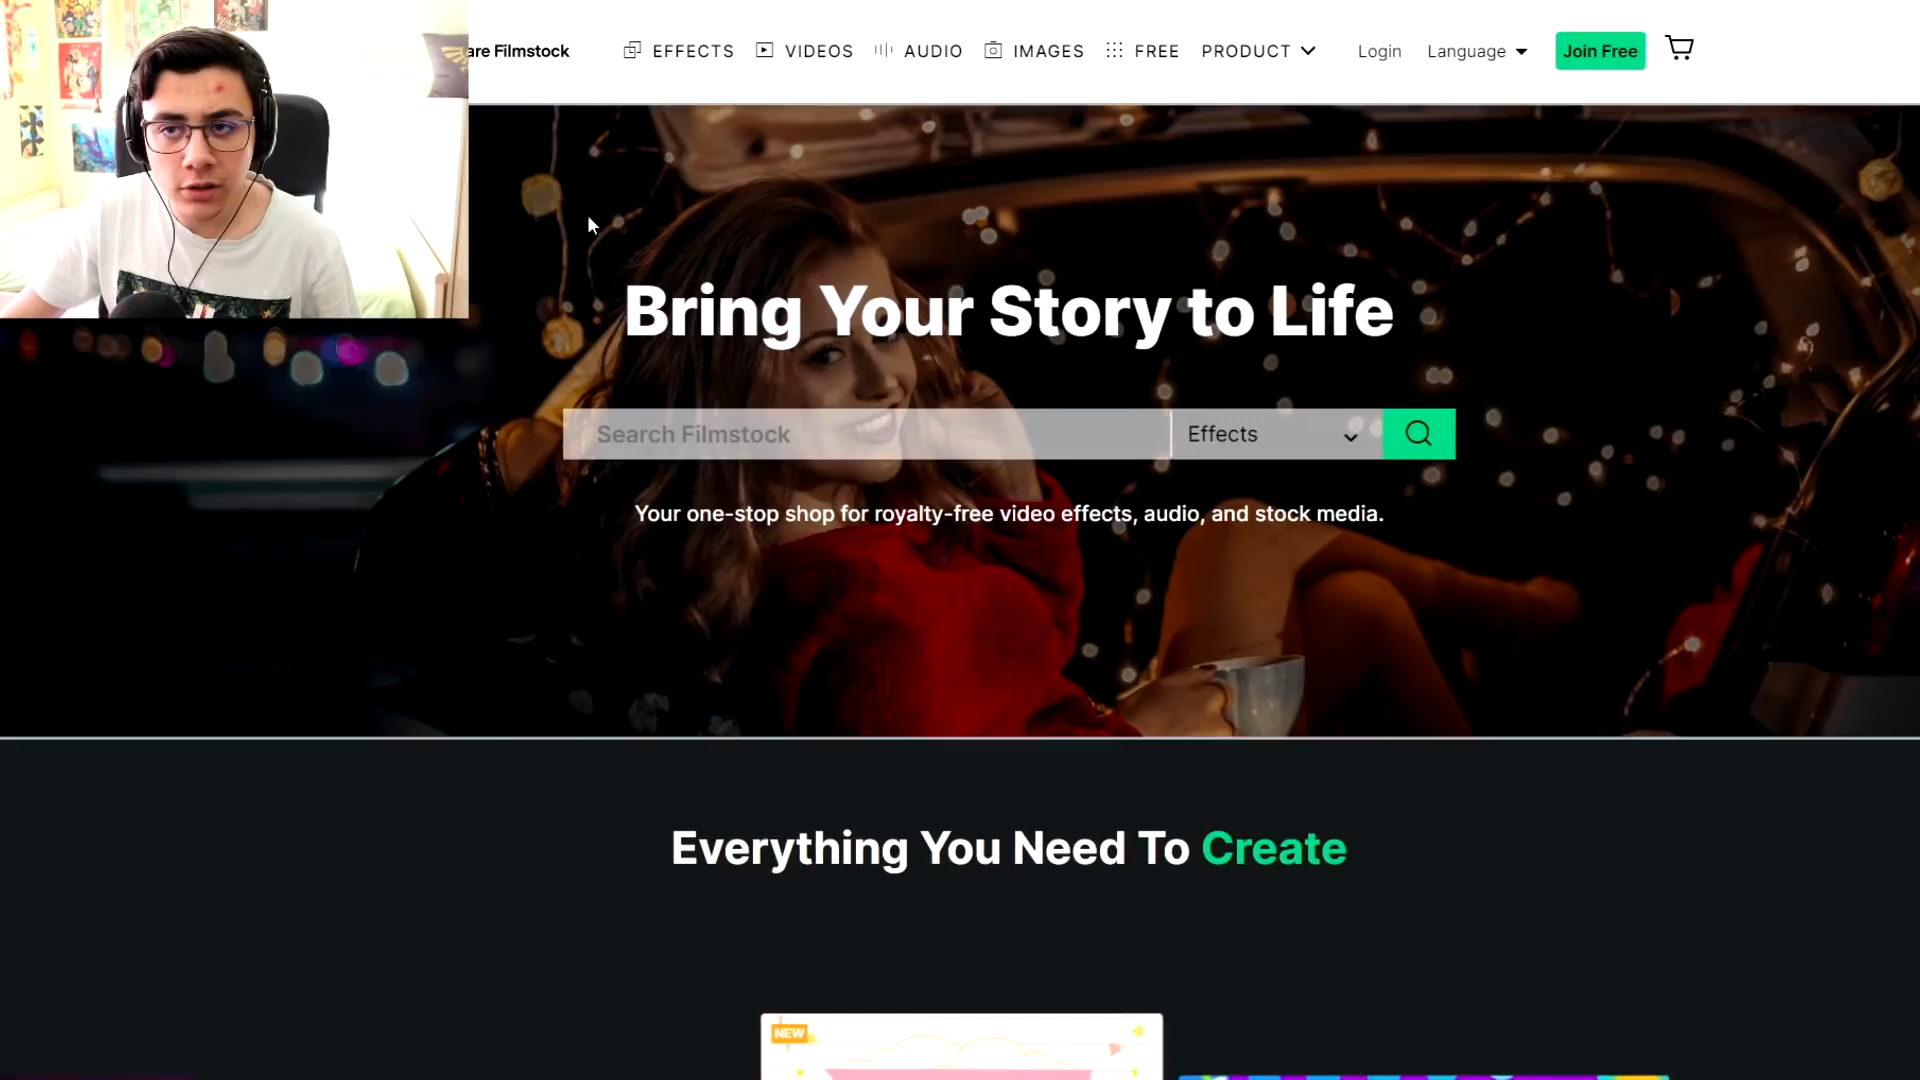 are Filmstock
EFFECTS VIDEOS AUDIO IMAGES FREE PRODUCT Login Language Join Free
Bring Your Story to Life
Search Filmstock Effects
Your one-stop shop for royalty-free video effects, audio, and stock media.
Everything You Need To Create
NEW